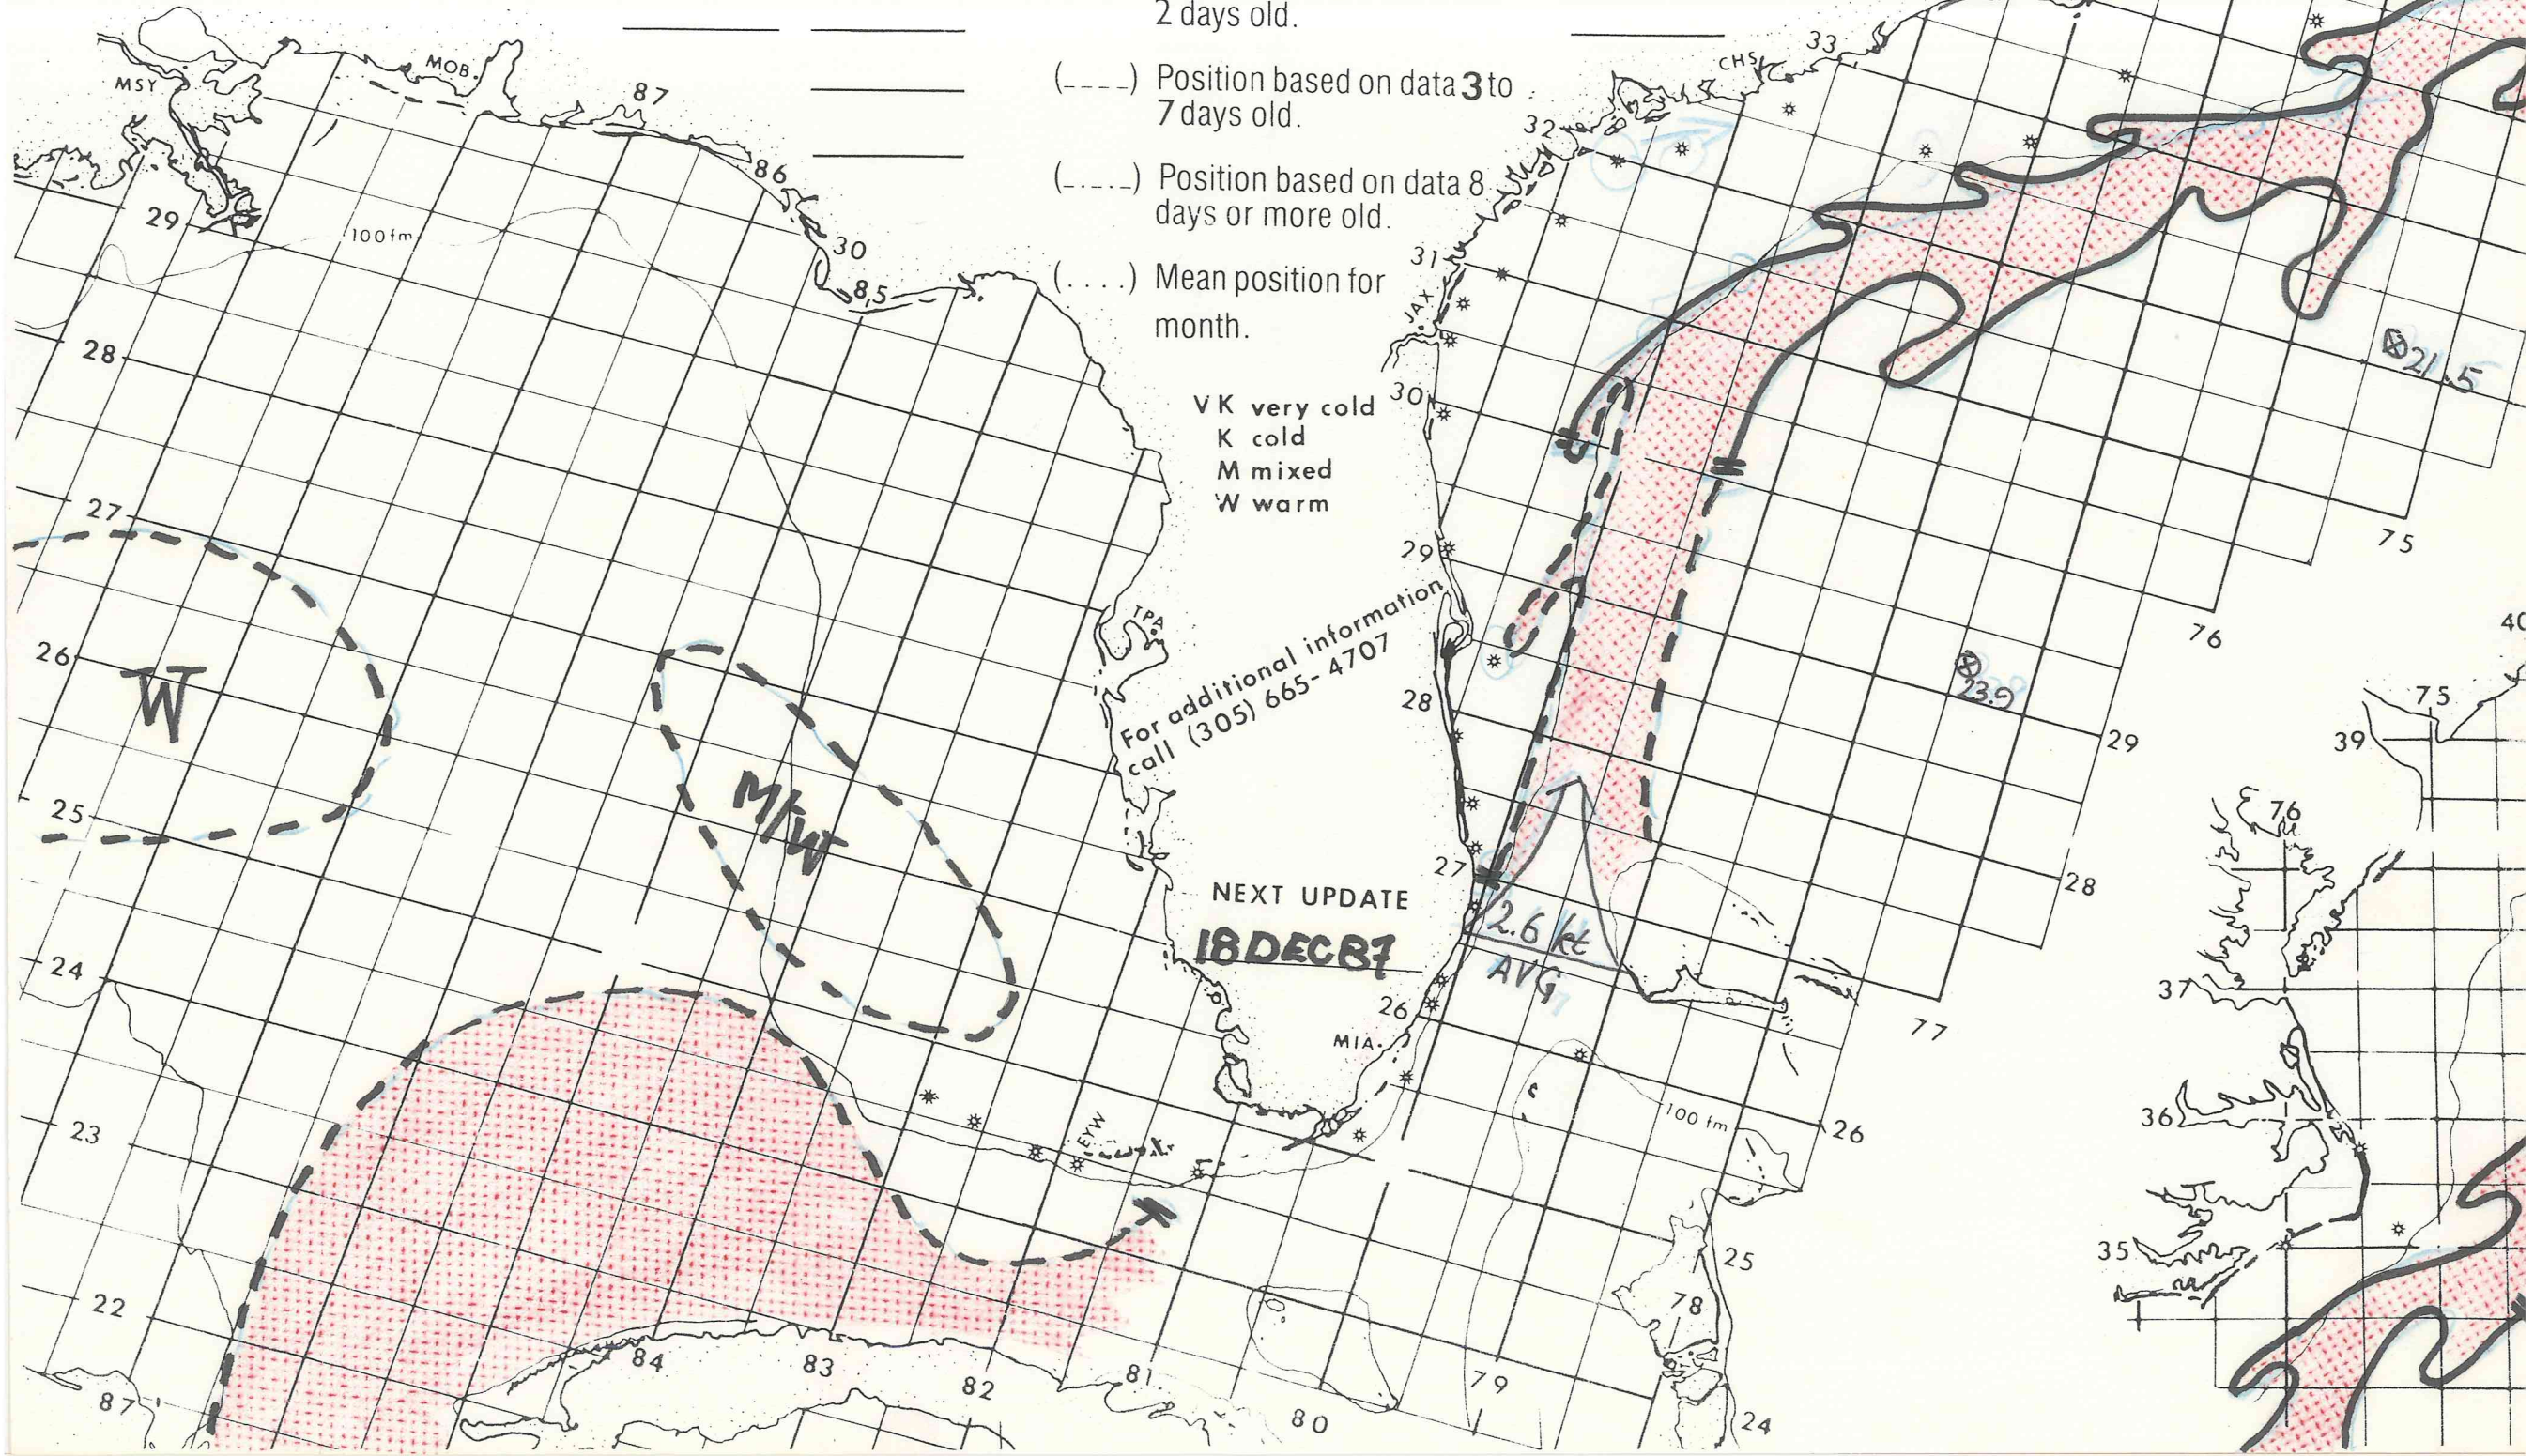 2 days old.
(----) Position based on data 3 to
7 days old.
(_._._) Position based on data 8
days or more old.
(....) Mean position for
month.
VK very cold
K cold
M mixed
W warm
For additional information
call (305) 665-4707
NEXT UPDATE
18 DEC 87
MSY
MOB.
87
86
30
85
29
100 fm
28
27
26
25
24
23
22
87
W
M/W
TPA
EYW
MIA.
84
83
82
81
80
79
78
CHS
33
32
31
JAX
30
29
28
27
26
2.6 kt
AVG
21.5
23.9
75
76
29
28
77
26
100 fm
25
24
40
75
39
76
37
36
35